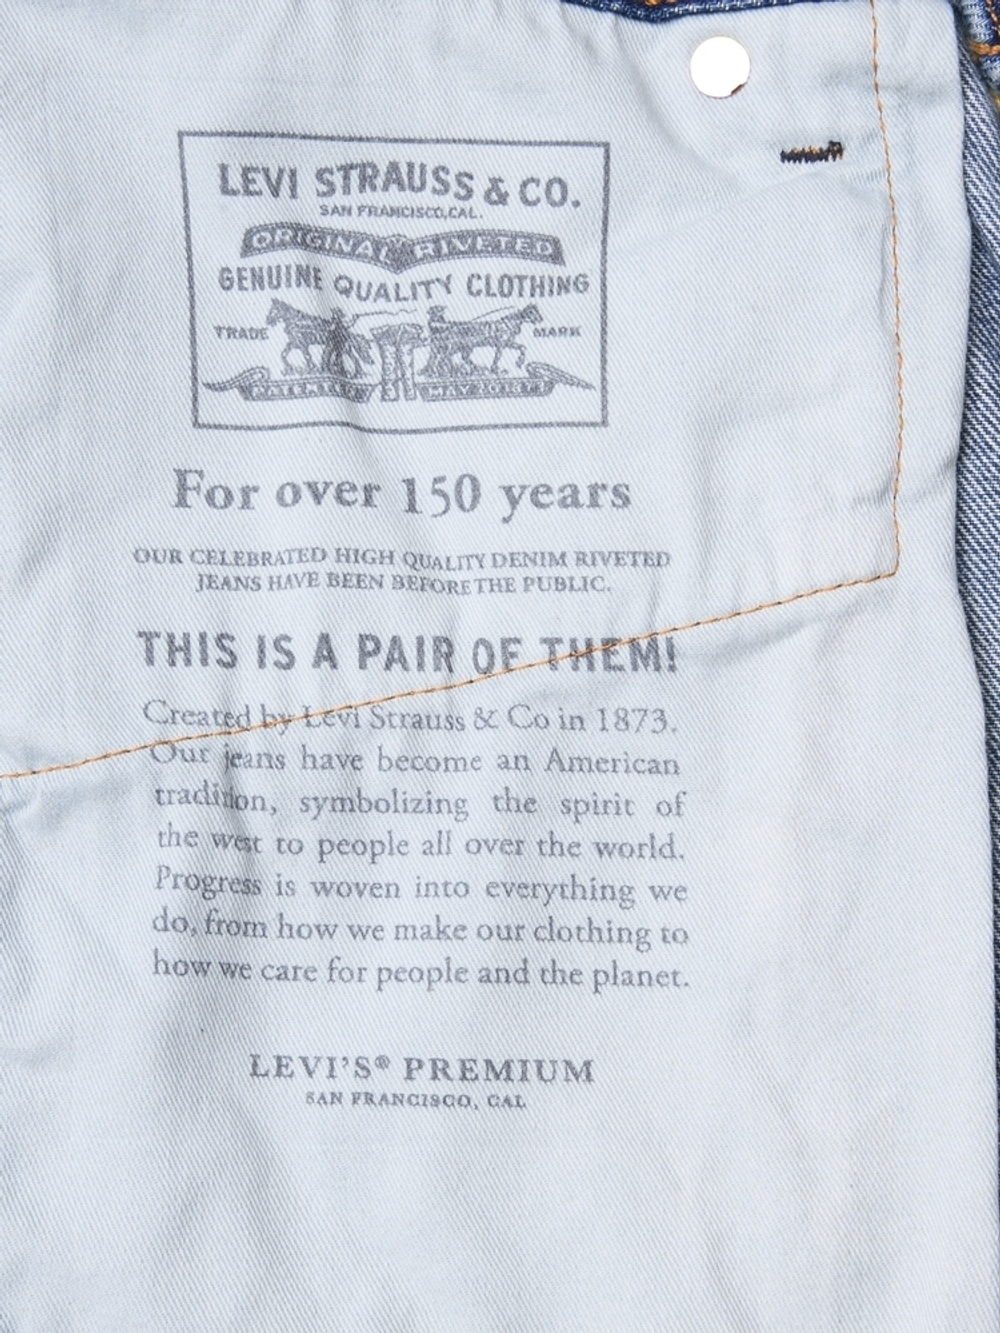 LEVI STRAUSS & CO.
SAN FRANCISCO, CAL.
ORIGINAL RIVETED
GENUINE QUALITY CLOTHING
TRADE MARK
PATENTED MAY 20 1873
For over 150 years
OUR CELEBRATED HIGH QUALITY DENIM RIVETED
JEANS HAVE BEEN BEFORE THE PUBLIC.
THIS IS A PAIR OF THEM!
Created by Levi Strauss & Co in 1873.
Our jeans have become an American
tradition, symbolizing the spirit of
the west to people all over the world.
Progress is woven into everything we
do, from how we make our clothing to
how we care for people and the planet.
LEVI'S® PREMIUM
SAN FRANCISCO, CAL